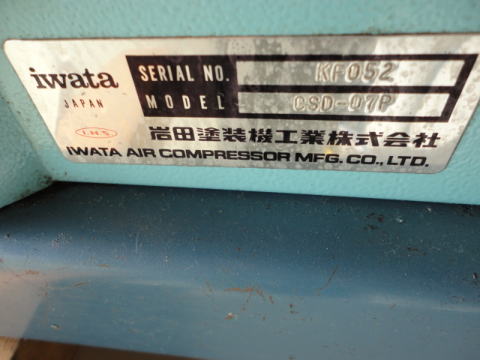 iwata
JAPAN
I.H.S.
SERIAL NO. KF052
MODEL CSD-07P
岩田塗装機工業株式会社
IWATA AIR COMPRESSOR MFG. CO., LTD.